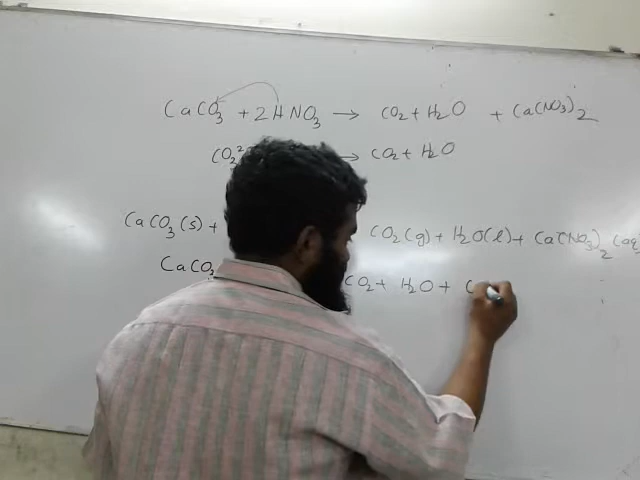 CaCO₃ + 2HNO₃ → CO₂ + H₂O + Ca(NO₃)₂
CO₂²⁻ → CO₂ + H₂O
CaCO₃(s) + CO₂(g) + H₂O(l) + Ca(NO₃)₂(aq)
CaCO₃ CO₂ + H₂O + C